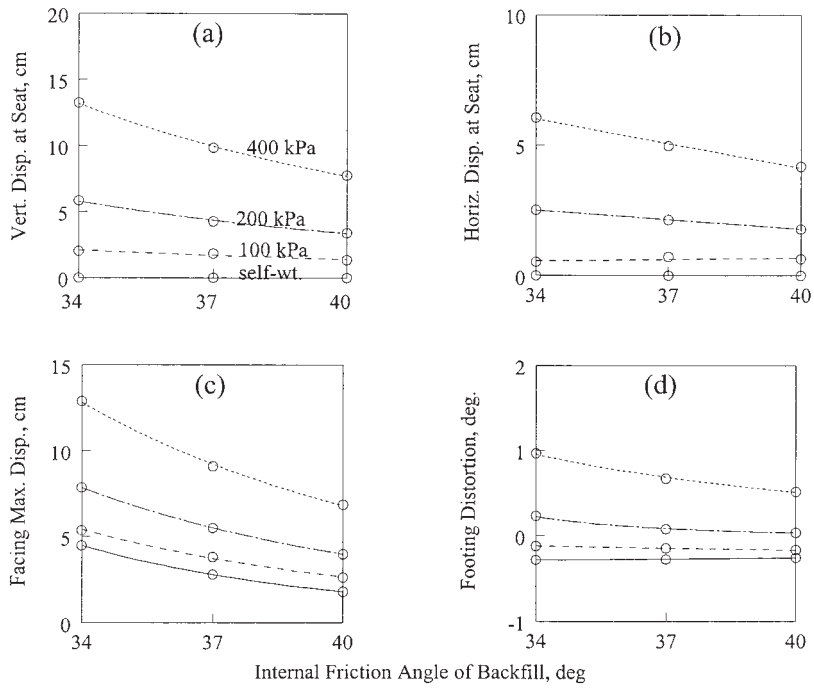 (a)
20
15
10
5
0
Vert. Disp. at Seat, cm
400 kPa
200 kPa
100 kPa
self-wt.
34 37 40
(b)
10
5
0
Horiz. Disp. at Seat, cm
34 37 40
(c)
15
10
5
0
Facing Max. Disp., cm
34 37 40
(d)
2
1
0
-1
Footing Distortion, deg.
34 37 40
Internal Friction Angle of Backfill, deg